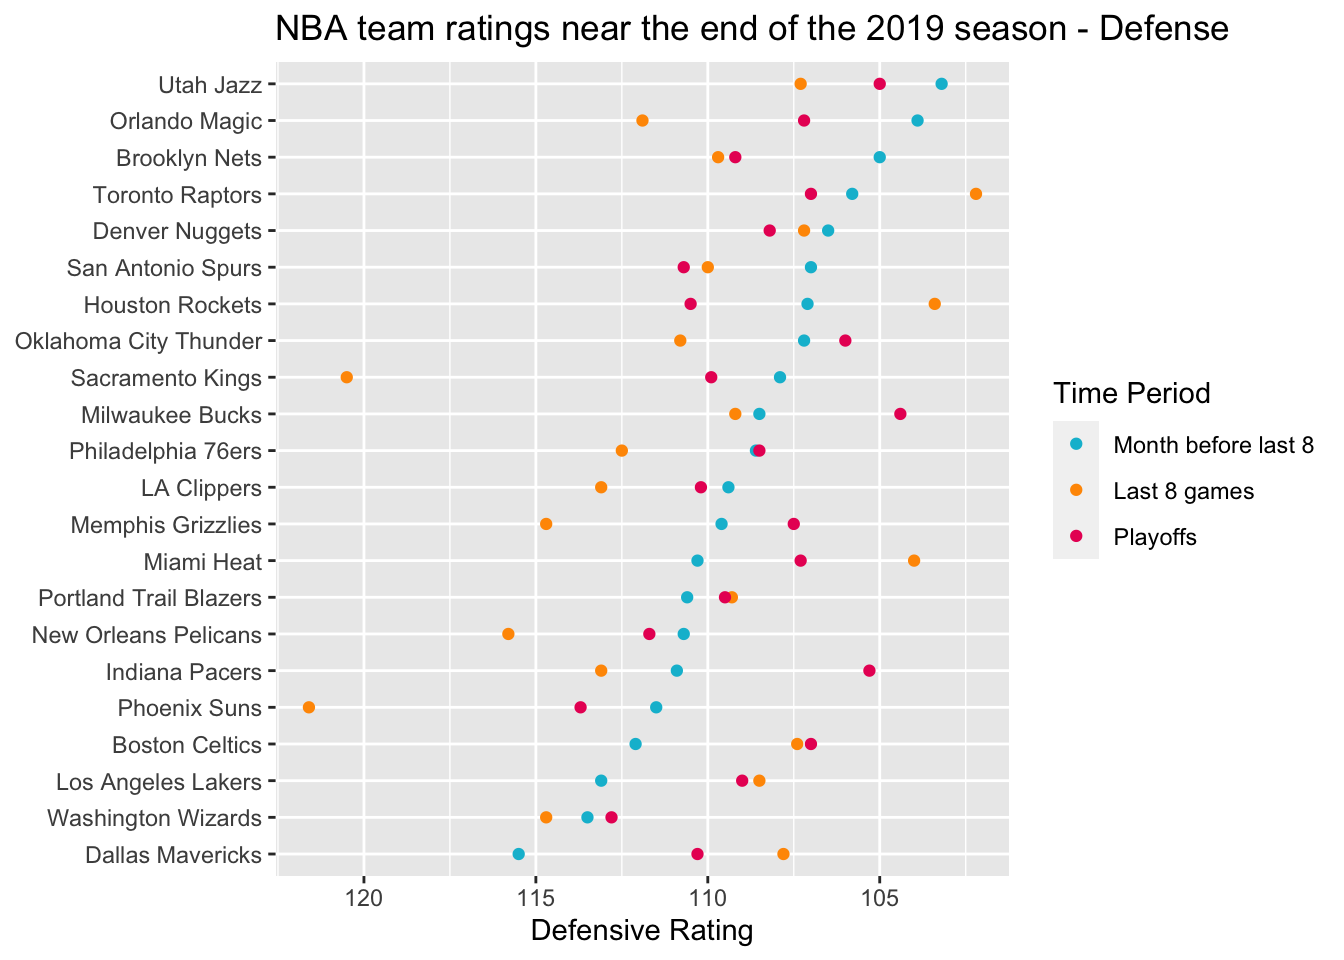 NBA team ratings near the end of the 2019 season - Defense
Utah Jazz
Orlando Magic
Brooklyn Nets
Toronto Raptors
Denver Nuggets
San Antonio Spurs
Houston Rockets
Oklahoma City Thunder
Sacramento Kings
Milwaukee Bucks
Philadelphia 76ers
LA Clippers
Memphis Grizzlies
Miami Heat
Portland Trail Blazers
New Orleans Pelicans
Indiana Pacers
Phoenix Suns
Boston Celtics
Los Angeles Lakers
Washington Wizards
Dallas Mavericks
120 115 110 105
Defensive Rating
Time Period
Month before last 8
Last 8 games
Playoffs